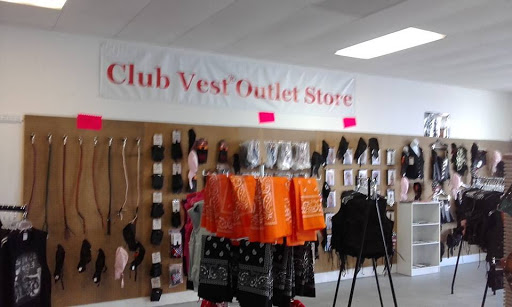 Club Vest® Outlet Store